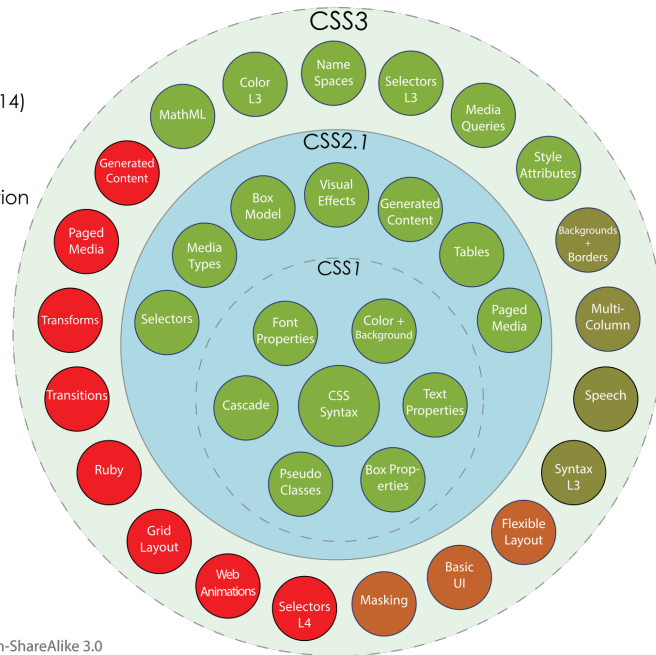 CSS3
14)
tion
Name
Spaces
Color
L3
Selectors
L3
MathML
Media
Queries
Style
Attributes
Generated
Content
Backgrounds
+
Borders
Paged
Media
Multi-
Column
Transforms
Speech
Transitions
Syntax
L3
Ruby
Flexible
Layout
Grid
Layout
Basic
UI
Web
Animations
Masking
Selectors
L4
CSS2.1
Visual
Effects
Box
Model
Generated
Content
Media
Types
Tables
Selectors
Paged
Media
CSS1
Font
Properties
Color +
Background
Cascade
CSS
Syntax
Text
Properties
Pseudo
Classes
Box Prop-
erties
n-ShareAlike 3.0